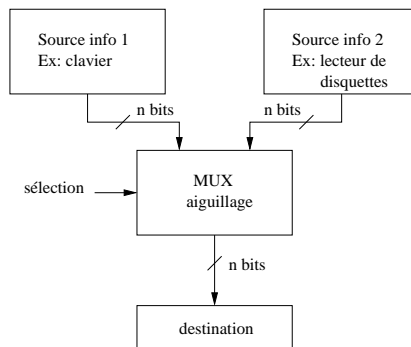 Source info 1
Ex: clavier
Source info 2
Ex: lecteur de
disquettes
n bits
n bits
MUX
aiguillage
sélection
n bits
destination